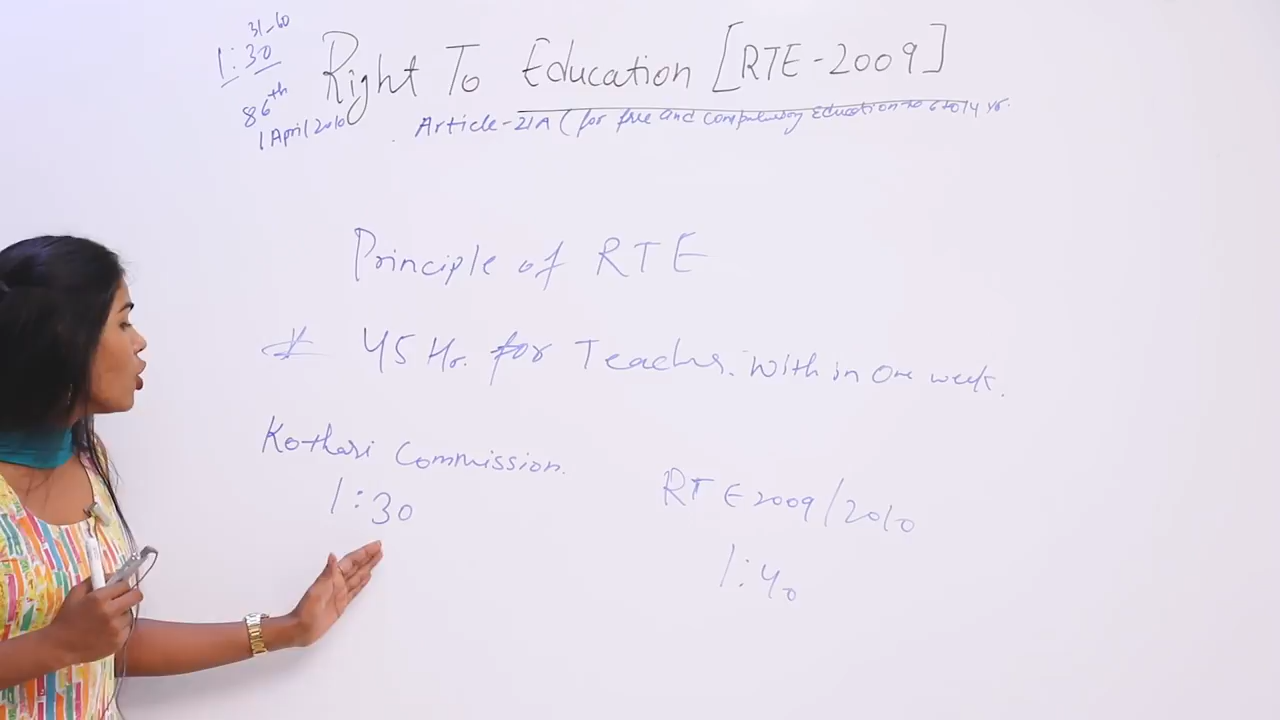 31-60
1:30
Right To Education [RTE-2009]
86th
1 April 2010
Article-21A (for free and compulsory Education to 6 to 14 yr.
Principle of RTE
* 45 Hr. for Teachers. With in One week.
Kothari Commission.
1:30
RTE 2009/2010
1:40